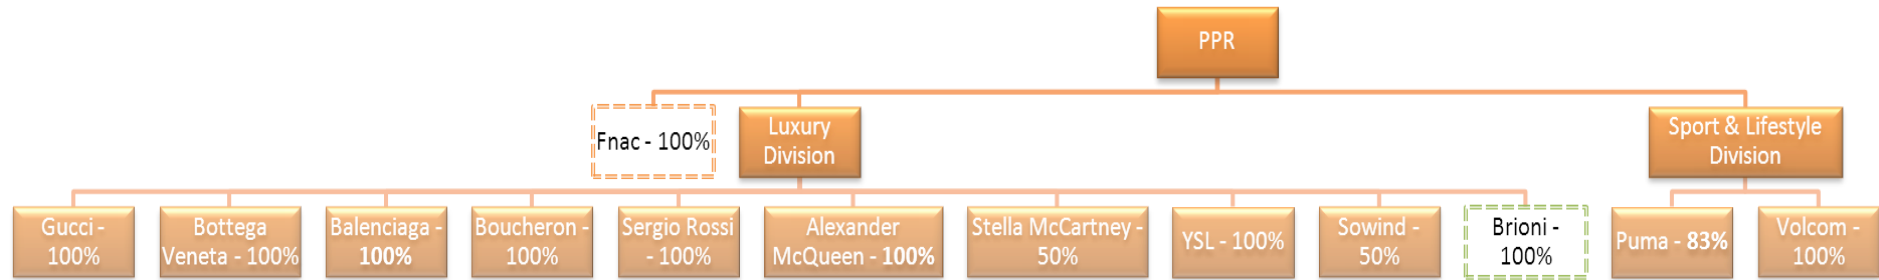 PPR
Fnac - 100%
Luxury
Division
Sport & Lifestyle
Division
Gucci -
100%
Bottega
Veneta - 100%
Balenciaga -
100%
Boucheron -
100%
Sergio Rossi
- 100%
Alexander
McQueen - 100%
Stella McCartney -
50%
YSL - 100%
Sowind -
50%
Brioni -
100%
Puma - 83%
Volcom -
100%